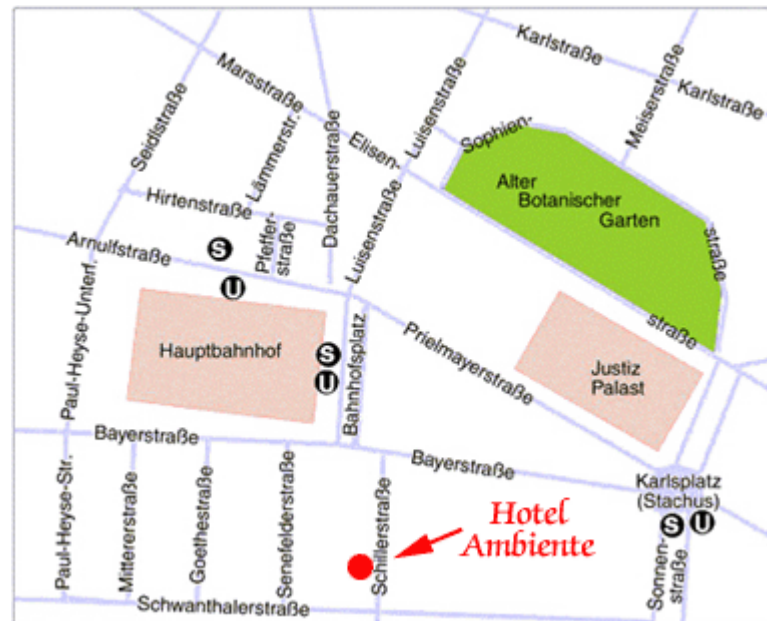 Karlstraße
Karlstraße
Meiserstraße
Marsstraße
Seidlstraße
Lämmerstr.
Elisen-
Luisenstraße
Sophien-
Alter
Botanischer
Garten
straße
straße
Hirtenstraße
Pfeffer-
straße
Dachauerstraße
Luisenstraße
Arnulfstraße
S
U
Paul-Heyse-Unterf.
Hauptbahnhof
S
U
Bahnhofsplatz
Prielmayerstraße
Justiz
Palast
Bayerstraße
Bayerstraße
Karlsplatz
(Stachus)
S
U
Paul-Heyse-Str.
Mittererstraße
Goethestraße
Senefelderstraße
Schillerstraße
Hotel
Ambiente
Sonnen-
straße
Schwanthalerstraße